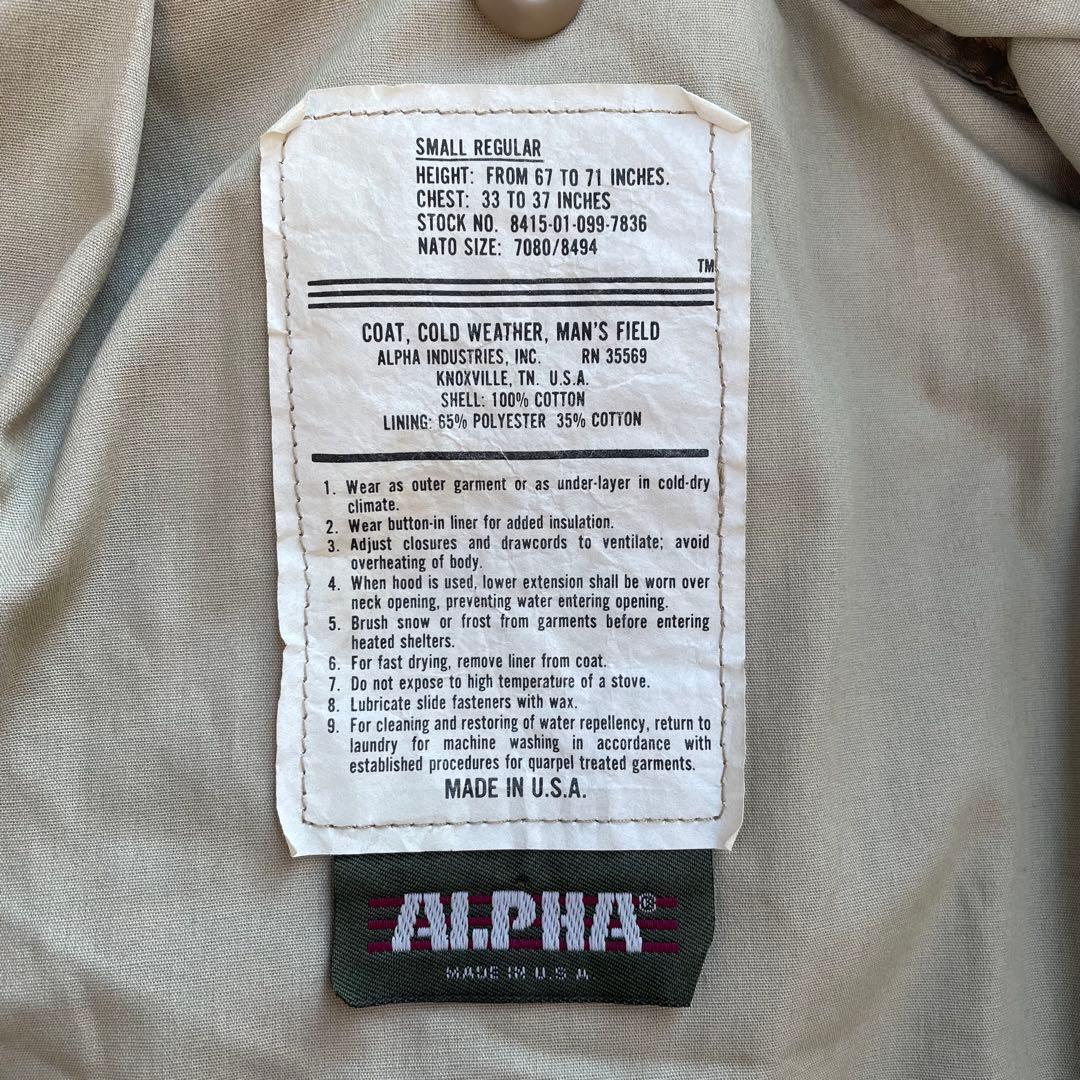 SMALL REGULAR
HEIGHT: FROM 67 TO 71 INCHES.
CHEST: 33 TO 37 INCHES
STOCK NO. 8415-01-099-7836
NATO SIZE: 7080/8494
TM
COAT, COLD WEATHER, MAN'S FIELD
ALPHA INDUSTRIES, INC. RN 35569
KNOXVILLE, TN. U.S.A.
SHELL: 100% COTTON
LINING: 65% POLYESTER 35% COTTON
1. Wear as outer garment or as under-layer in cold-dry
climate.
2. Wear button-in liner for added insulation.
3. Adjust closures and drawcords to ventilate; avoid
overheating of body.
4. When hood is used, lower extension shall be worn over
neck opening, preventing water entering opening.
5. Brush snow or frost from garments before entering
heated shelters.
6. For fast drying, remove liner from coat.
7. Do not expose to high temperature of a stove.
8. Lubricate slide fasteners with wax.
9. For cleaning and restoring of water repellency, return to
laundry for machine washing in accordance with
established procedures for quarpel treated garments.
MADE IN U.S.A.
ALPHA®
MADE IN U.S.A